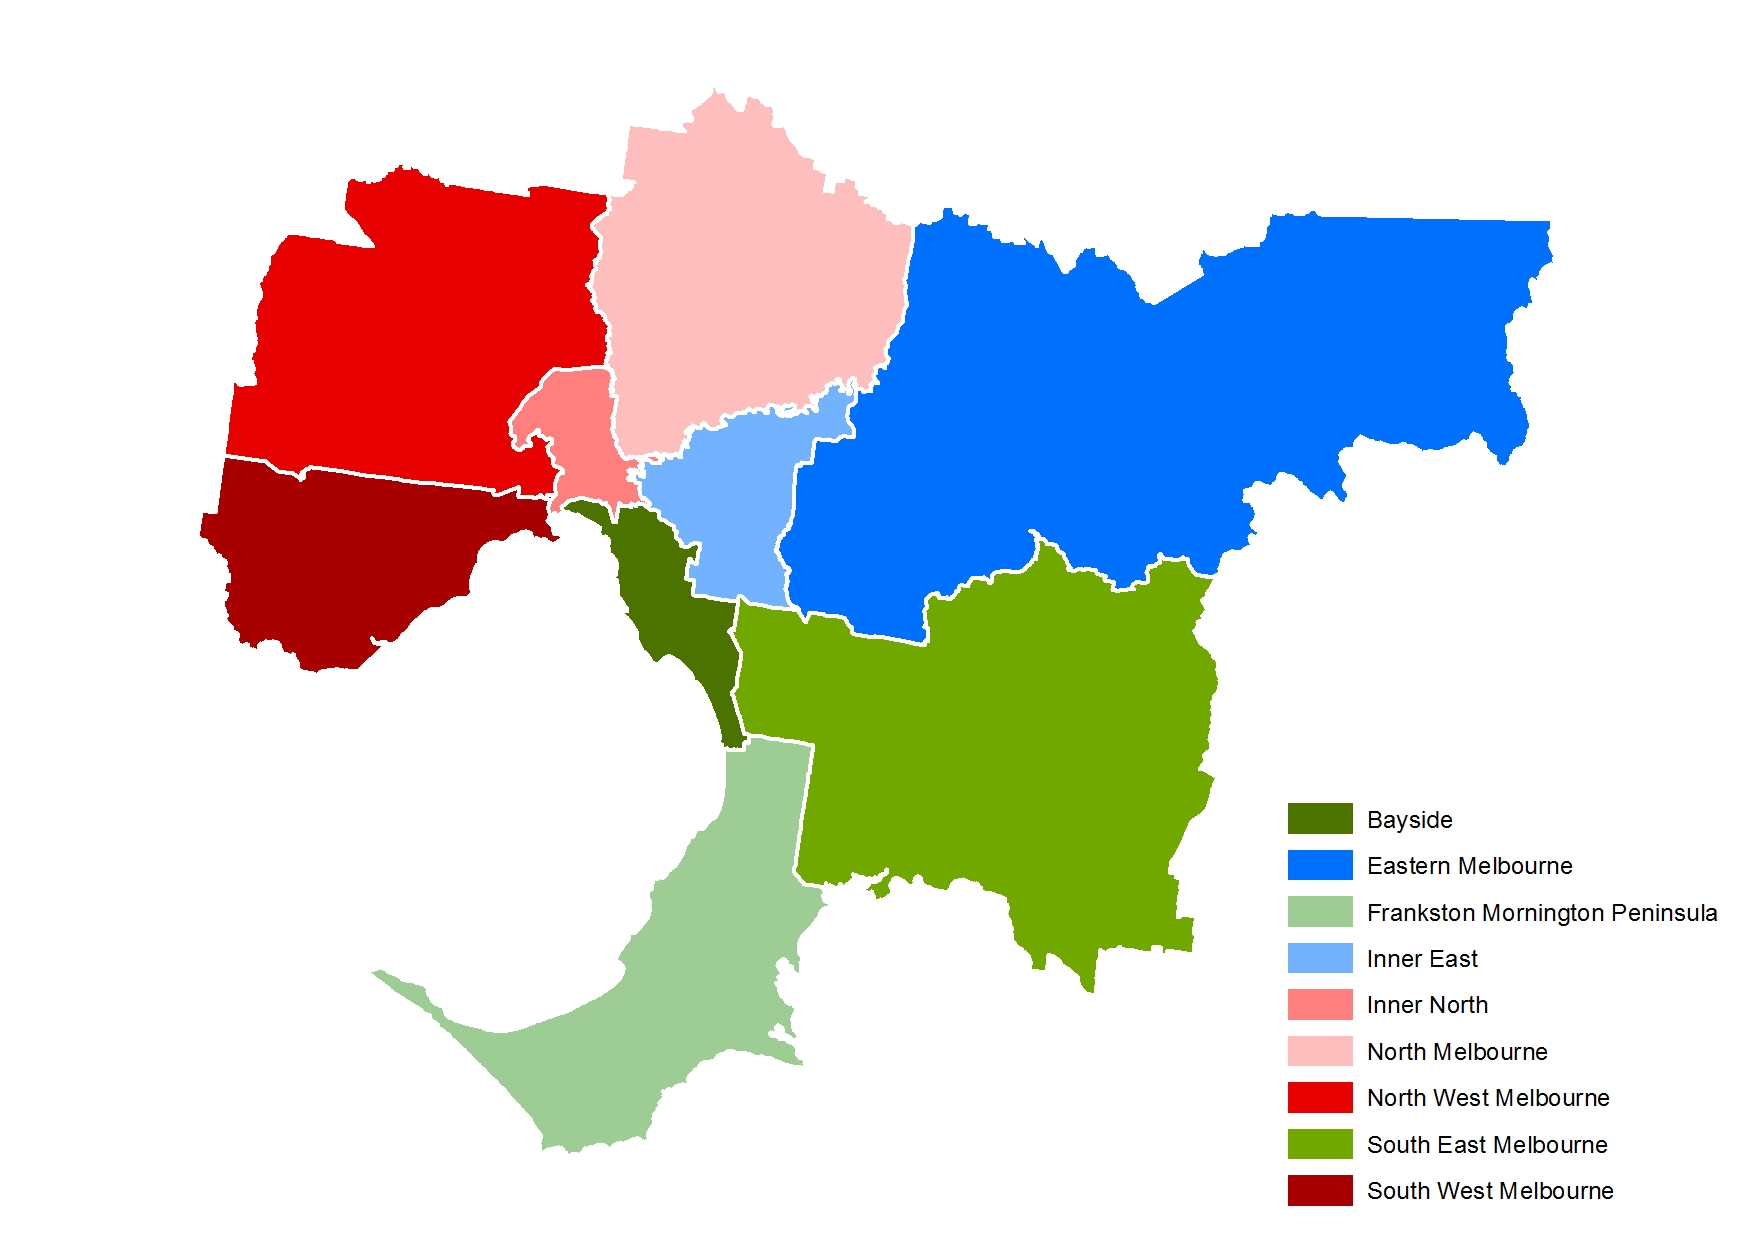 Bayside
Eastern Melbourne
Frankston Mornington Peninsula
Inner East
Inner North
North Melbourne
North West Melbourne
South East Melbourne
South West Melbourne